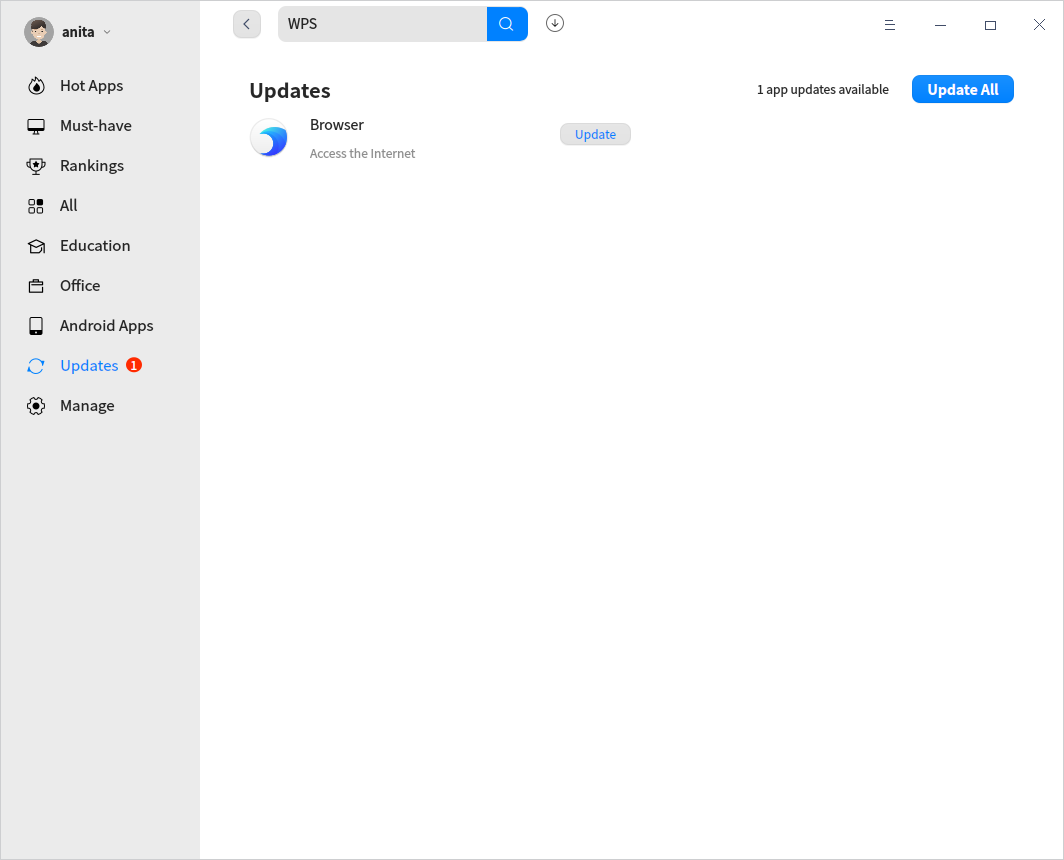 anita
WPS
Hot Apps
Must-have
Rankings
All
Education
Office
Android Apps
Updates 1
Manage
Updates
1 app updates available
Update All
Browser
Access the Internet
Update